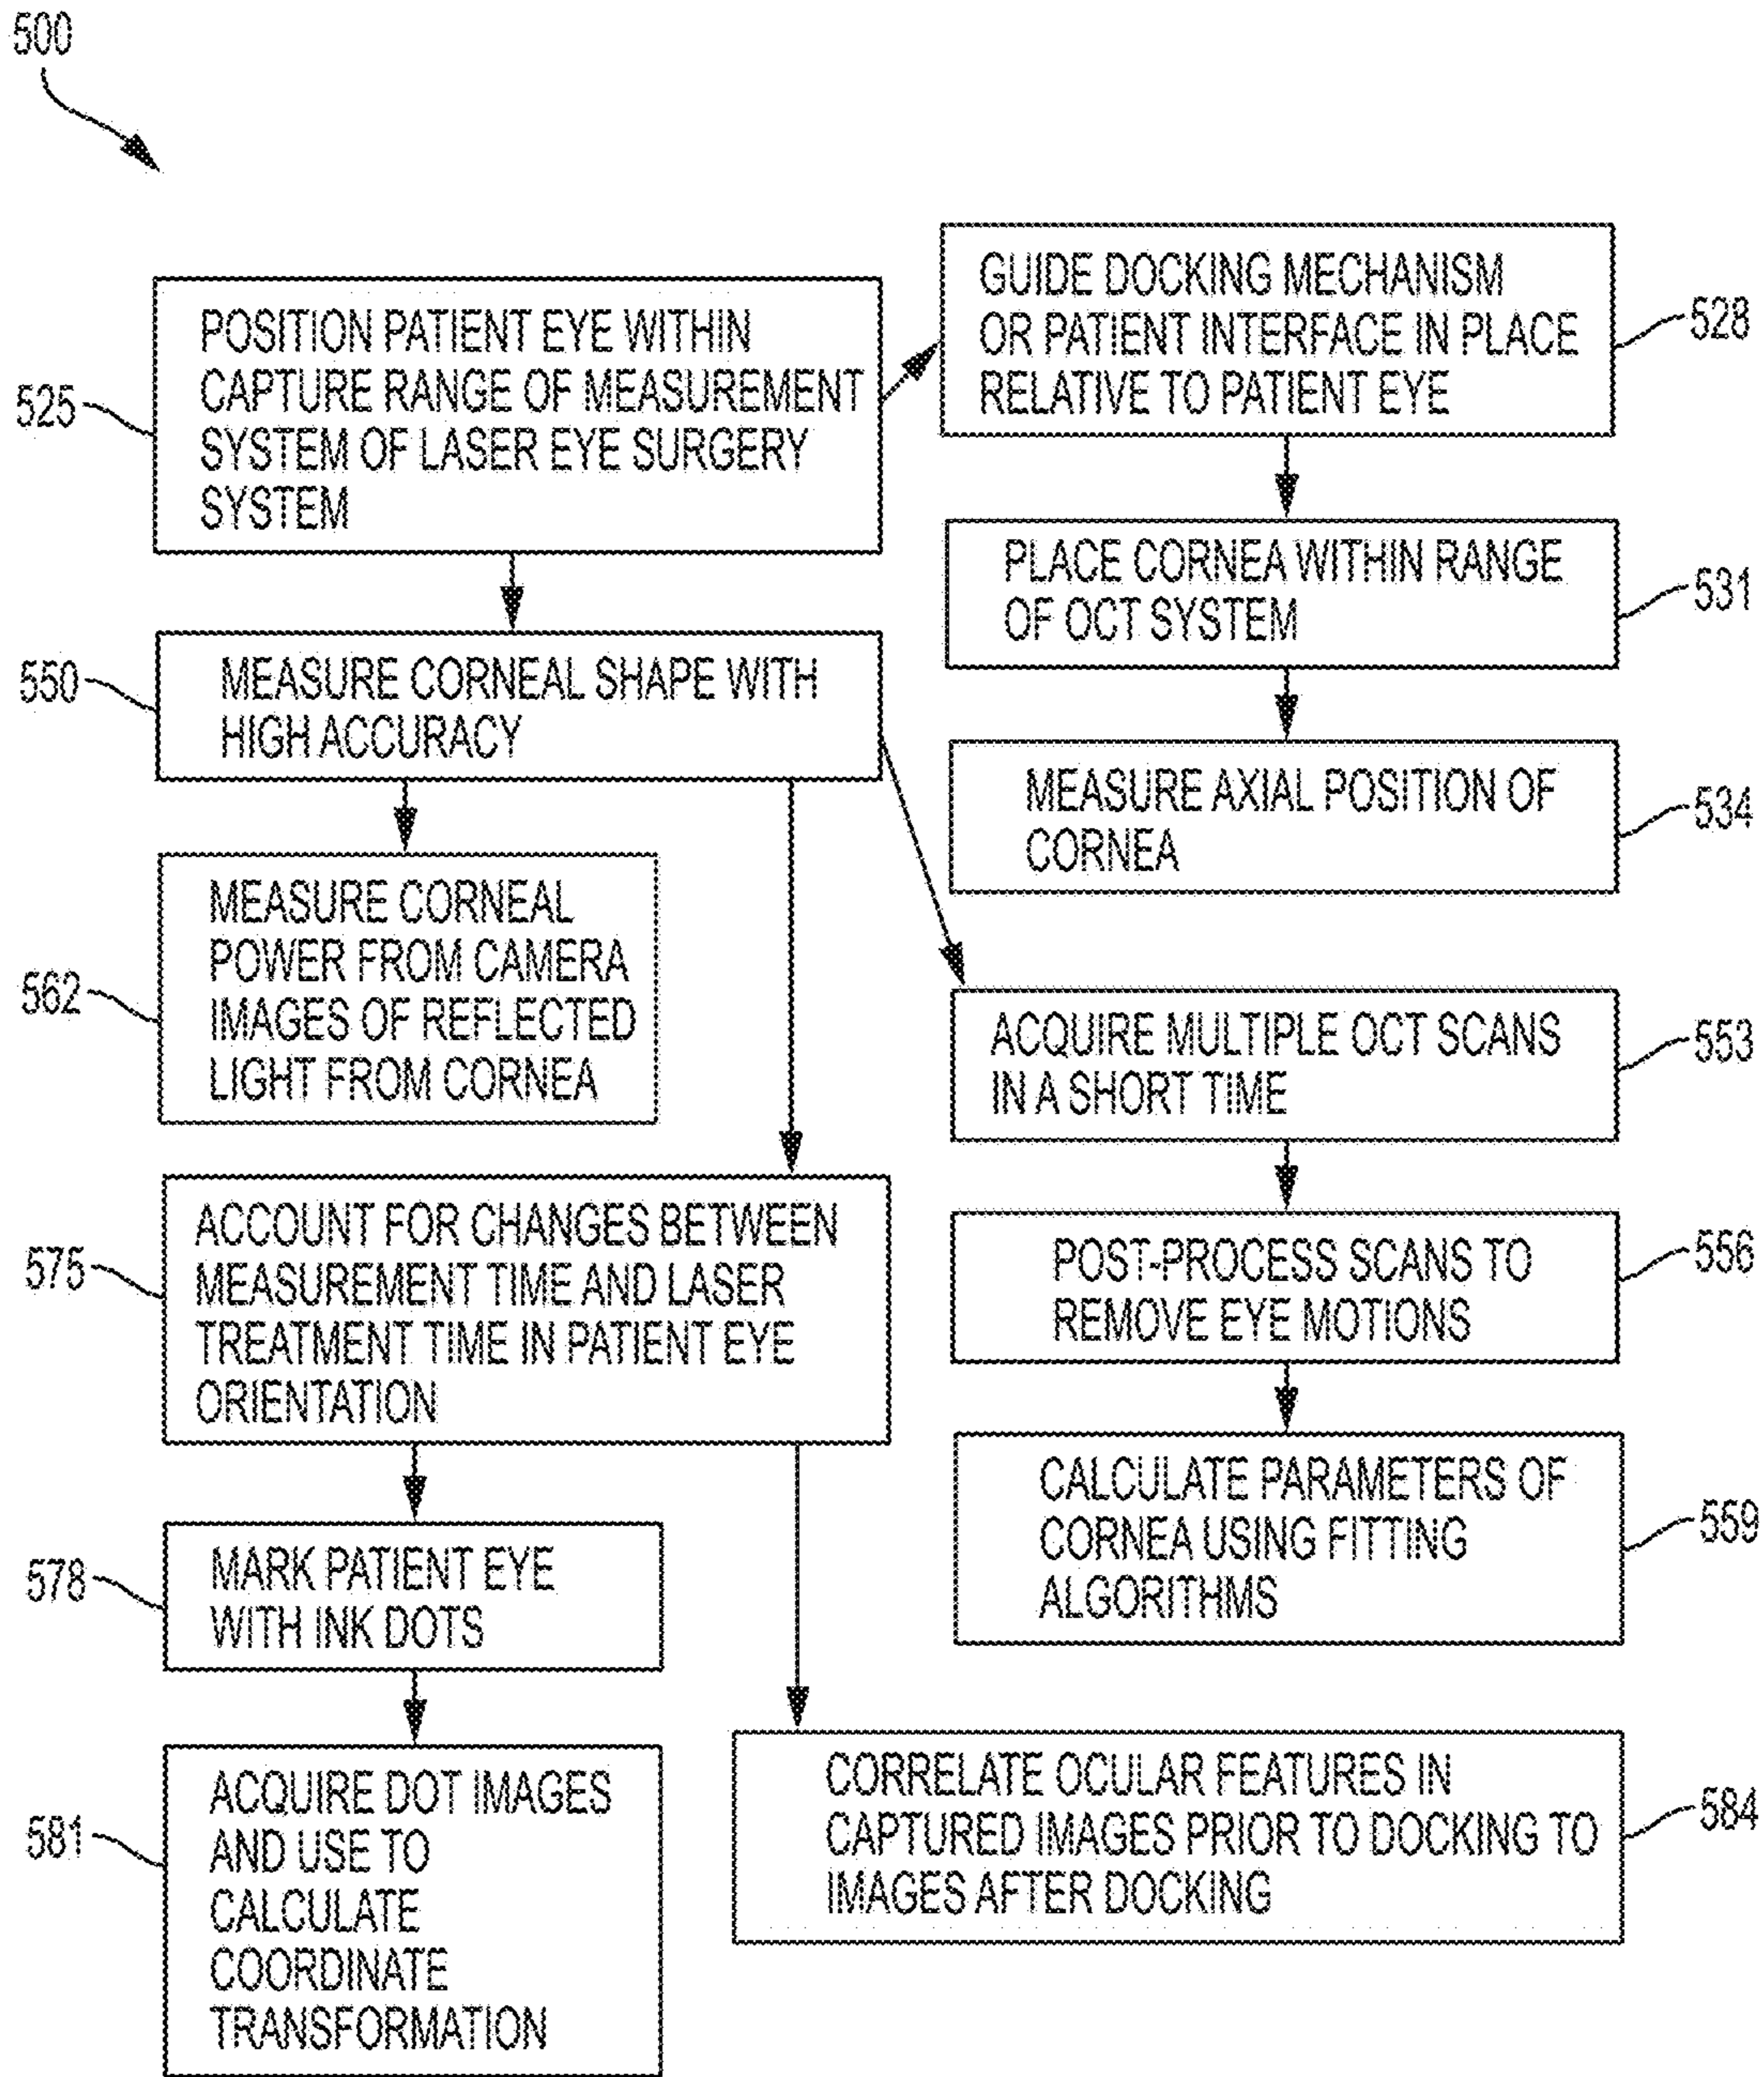 500
525
POSITION PATIENT EYE WITHIN
CAPTURE RANGE OF MEASUREMENT
SYSTEM OF LASER EYE SURGERY
SYSTEM
GUIDE DOCKING MECHANISM
OR PATIENT INTERFACE IN PLACE
RELATIVE TO PATIENT EYE
528
PLACE CORNEA WITHIN RANGE
OF OCT SYSTEM
531
MEASURE AXIAL POSITION OF
CORNEA
534
550
MEASURE CORNEAL SHAPE WITH
HIGH ACCURACY
562
MEASURE CORNEAL
POWER FROM CAMERA
IMAGES OF REFLECTED
LIGHT FROM CORNEA
ACQUIRE MULTIPLE OCT SCANS
IN A SHORT TIME
553
POST-PROCESS SCANS TO
REMOVE EYE MOTIONS
556
CALCULATE PARAMETERS OF
CORNEA USING FITTING
ALGORITHMS
559
575
ACCOUNT FOR CHANGES BETWEEN
MEASUREMENT TIME AND LASER
TREATMENT TIME IN PATIENT EYE
ORIENTATION
578
MARK PATIENT EYE
WITH INK DOTS
581
ACQUIRE DOT IMAGES
AND USE TO
CALCULATE
COORDINATE
TRANSFORMATION
CORRELATE OCULAR FEATURES IN
CAPTURED IMAGES PRIOR TO DOCKING TO
IMAGES AFTER DOCKING
584